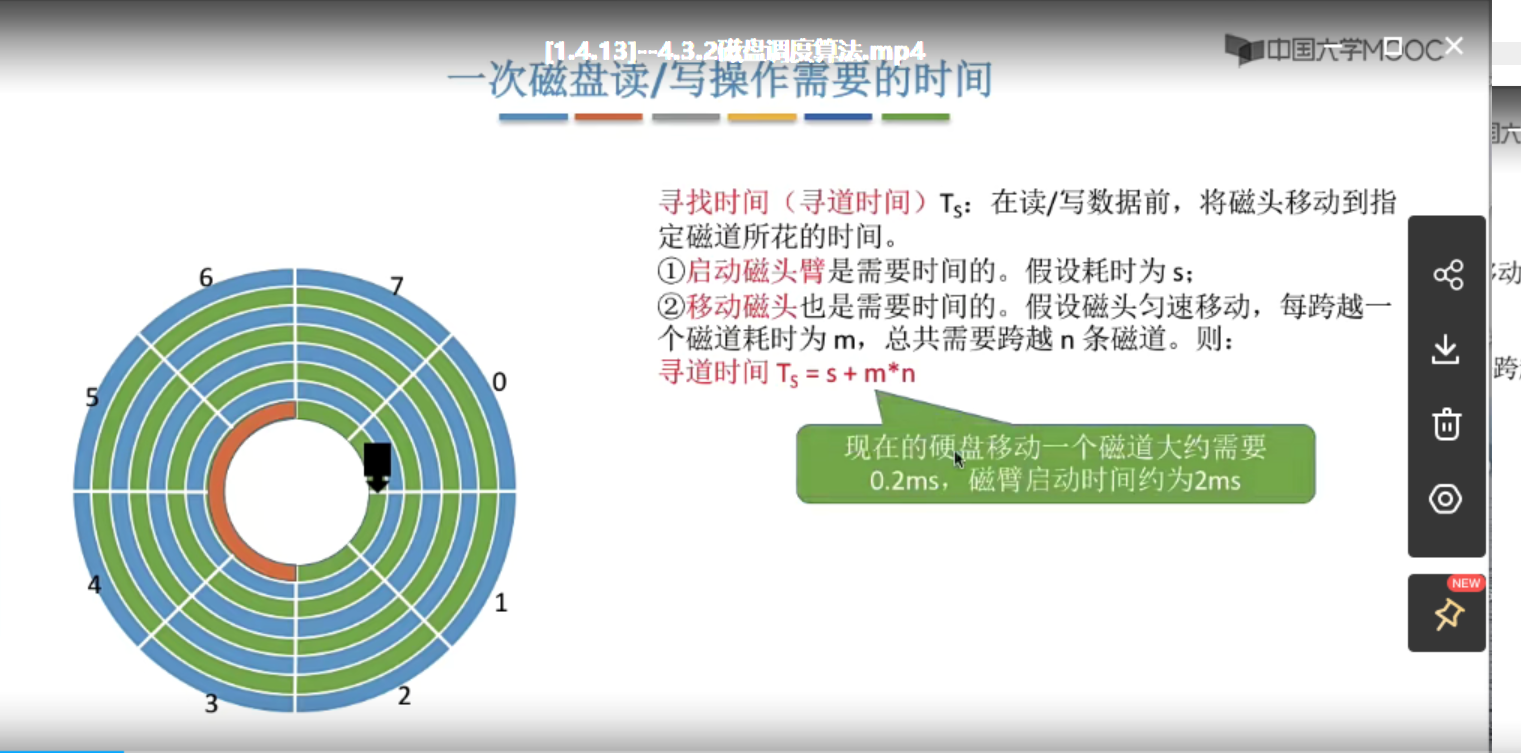 [1.4.13]--4.3.2磁盘调度算法.mp4
中国大学MOOC
一次磁盘读/写操作需要的时间
寻找时间（寻道时间）TS：在读/写数据前，将磁头移动到指
定磁道所花的时间。
①启动磁头臂是需要时间的。假设耗时为 s；
②移动磁头也是需要时间的。假设磁头匀速移动，每跨越一
个磁道耗时为 m，总共需要跨越 n 条磁道。则：
寻道时间 TS = s + m*n
现在的硬盘移动一个磁道大约需要
0.2ms，磁臂启动时间约为2ms
6
7
5
0
4
1
3
2
NEW